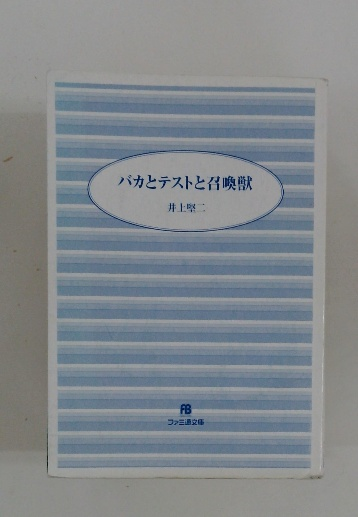 バカとテストと召喚獣
井上堅二
FB
ファミ通文庫